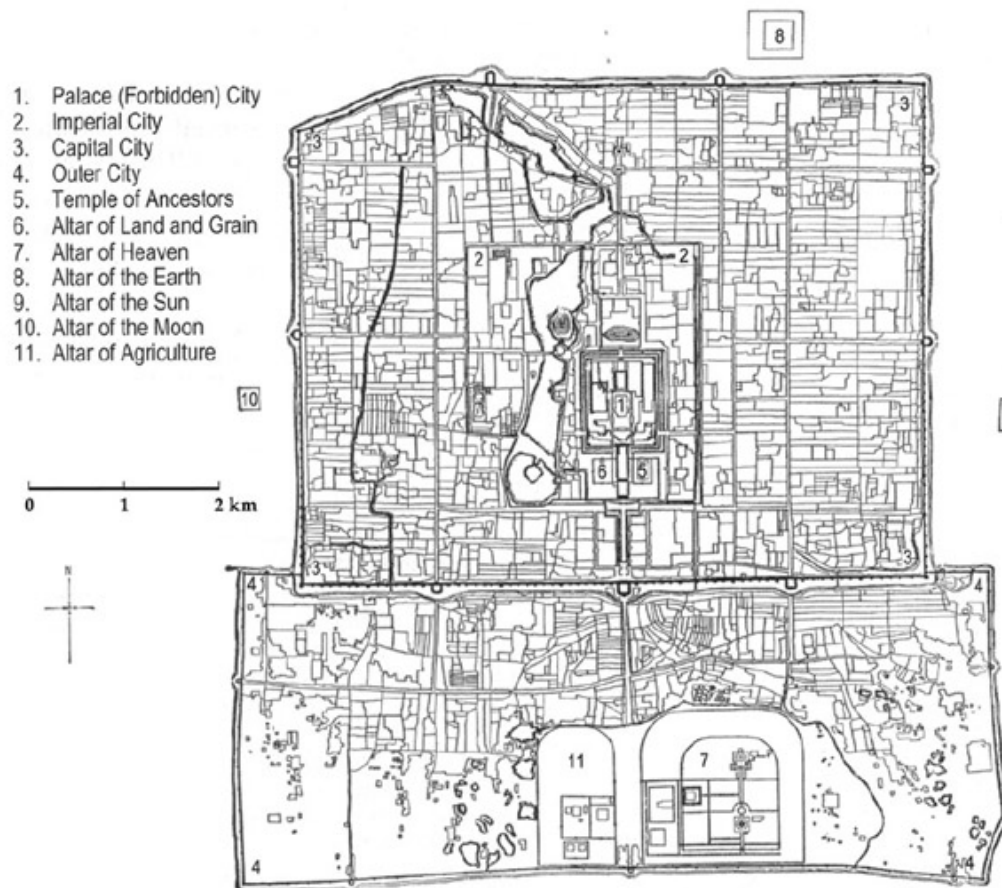 8
1. Palace (Forbidden) City
2. Imperial City
3. Capital City
4. Outer City
5. Temple of Ancestors
6. Altar of Land and Grain
7. Altar of Heaven
8. Altar of the Earth
9. Altar of the Sun
10. Altar of the Moon
11. Altar of Agriculture
3
3
2
2
10
1
6
5
0 1 2 km
3
3
N
4
4
11
7
4
4